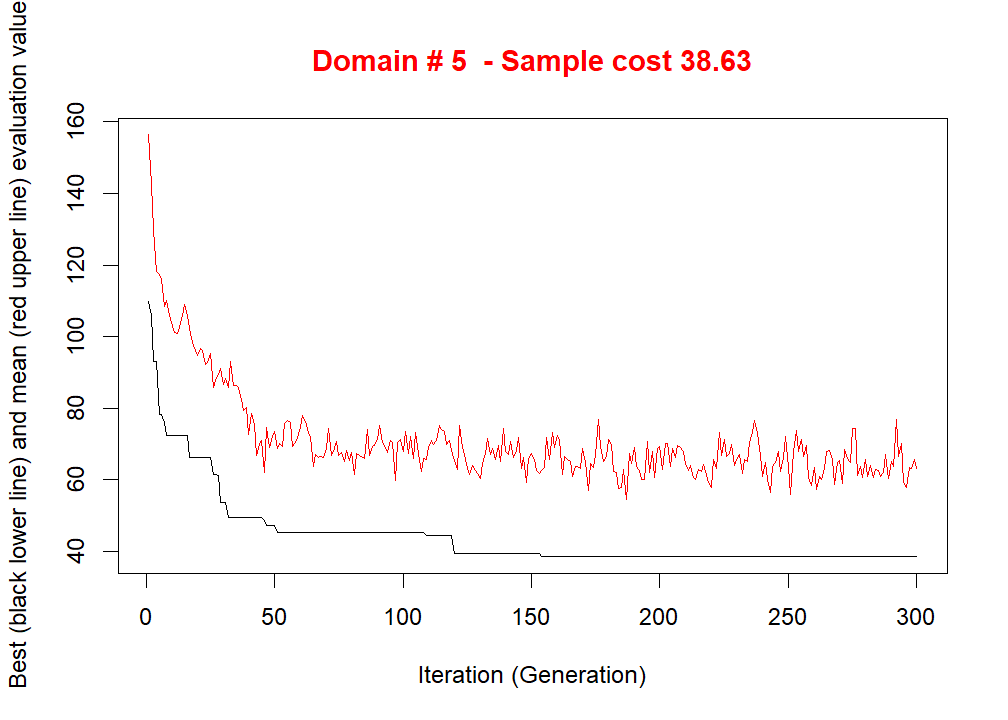 Domain # 5  - Sample cost 38.63
Best (black lower line) and mean (red upper line) evaluation value
160
140
120
100
80
60
40
0 50 100 150 200 250 300
Iteration (Generation)